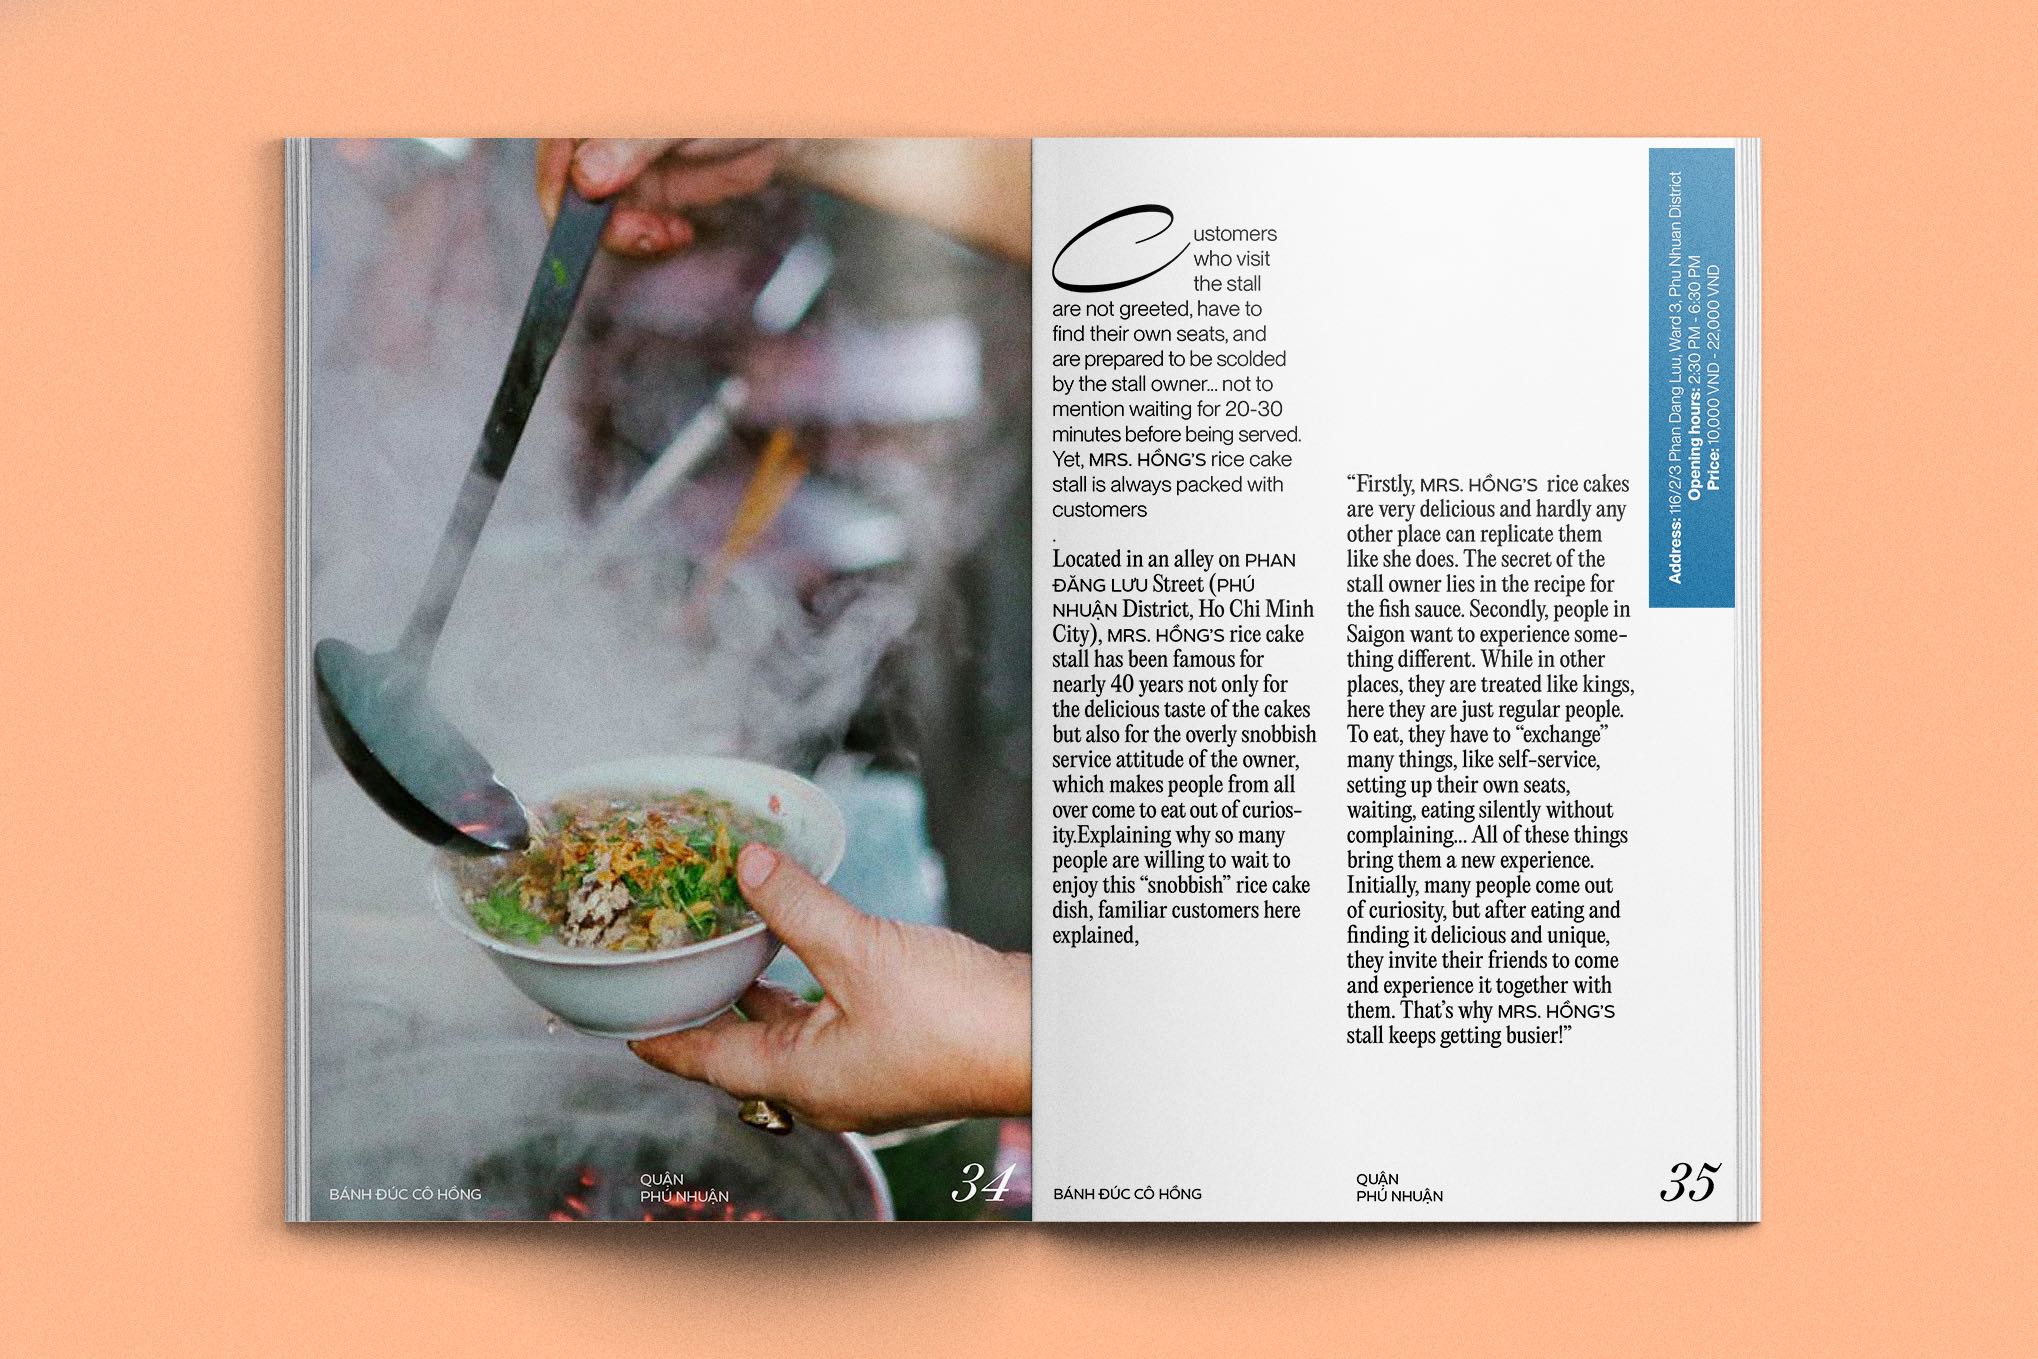 Customers
who visit
the stall
are not greeted, have to
find their own seats, and
are prepared to be scolded
by the stall owner... not to
mention waiting for 20-30
minutes before being served.
Yet, MRS. HỒNG'S rice cake
stall is always packed with
customers
.
Located in an alley on PHAN
ĐĂNG LƯU Street (PHÚ
NHUẬN District, Ho Chi Minh
City), MRS. HỒNG'S rice cake
stall has been famous for
nearly 40 years not only for
the delicious taste of the cakes
but also for the overly snobbish
service attitude of the owner,
which makes people from all
over come to eat out of curios-
ity.Explaining why so many
people are willing to wait to
enjoy this “snobbish” rice cake
dish, familiar customers here
explained,
“Firstly, MRS. HỒNG'S rice cakes
are very delicious and hardly any
other place can replicate them
like she does. The secret of the
stall owner lies in the recipe for
the fish sauce. Secondly, people in
Saigon want to experience some-
thing different. While in other
places, they are treated like kings,
here they are just regular people.
To eat, they have to “exchange”
many things, like self-service,
setting up their own seats,
waiting, eating silently without
complaining... All of these things
bring them a new experience.
Initially, many people come out
of curiosity, but after eating and
finding it delicious and unique,
they invite their friends to come
and experience it together with
them. That's why MRS. HỒNG'S
stall keeps getting busier!”
Address: 116/2/3 Phan Dang Luu, Ward 3, Phu Nhuan District
Opening hours: 2:30 PM - 6:30 PM
Price: 10,000 VND - 22,000 VND
BÁNH ĐÚC CÔ HỒNG
QUẬN
PHÚ NHUẬN
34
BÁNH ĐÚC CÔ HỒNG
QUẬN
PHÚ NHUẬN
35